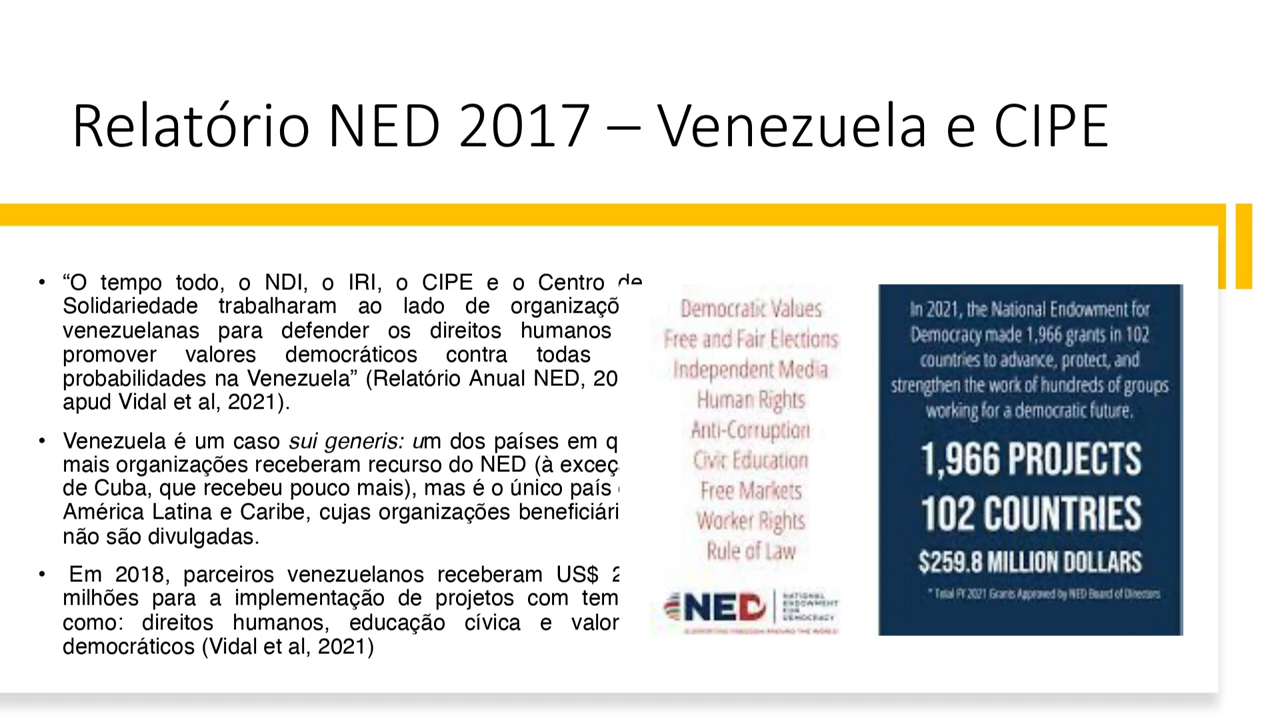 Relatório NED 2017 – Venezuela e CIPE
• “O tempo todo, o NDI, o IRI, o CIPE e o Centro de
Solidariedade trabalharam ao lado de organizaçõ
venezuelanas para defender os direitos humanos
promover valores democráticos contra todas
probabilidades na Venezuela” (Relatório Anual NED, 20
apud Vidal et al, 2021).
• Venezuela é um caso sui generis: um dos países em q
mais organizações receberam recurso do NED (à exceç
de Cuba, que recebeu pouco mais), mas é o único país
América Latina e Caribe, cujas organizações beneficiári
não são divulgadas.
• Em 2018, parceiros venezuelanos receberam US$ 2
milhões para a implementação de projetos com tem
como: direitos humanos, educação cívica e valor
democráticos (Vidal et al, 2021)
Democratic Values
Free and Fair Elections
Independent Media
Human Rights
Anti-Corruption
Civic Education
Free Markets
Worker Rights
Rule of Law
NED
NATIONAL
ENDOWMENT
FOR
DEMOCRACY
SUPPORTING FREEDOM AROUND THE WORLD
In 2021, the National Endowment for
Democracy made 1,966 grants in 102
countries to advance, protect, and
strengthen the work of hundreds of groups
working for a democratic future.
1,966 PROJECTS
102 COUNTRIES
$259.8 MILLION DOLLARS
* Total FY 2021 Grants Approved by NED Board of Directors